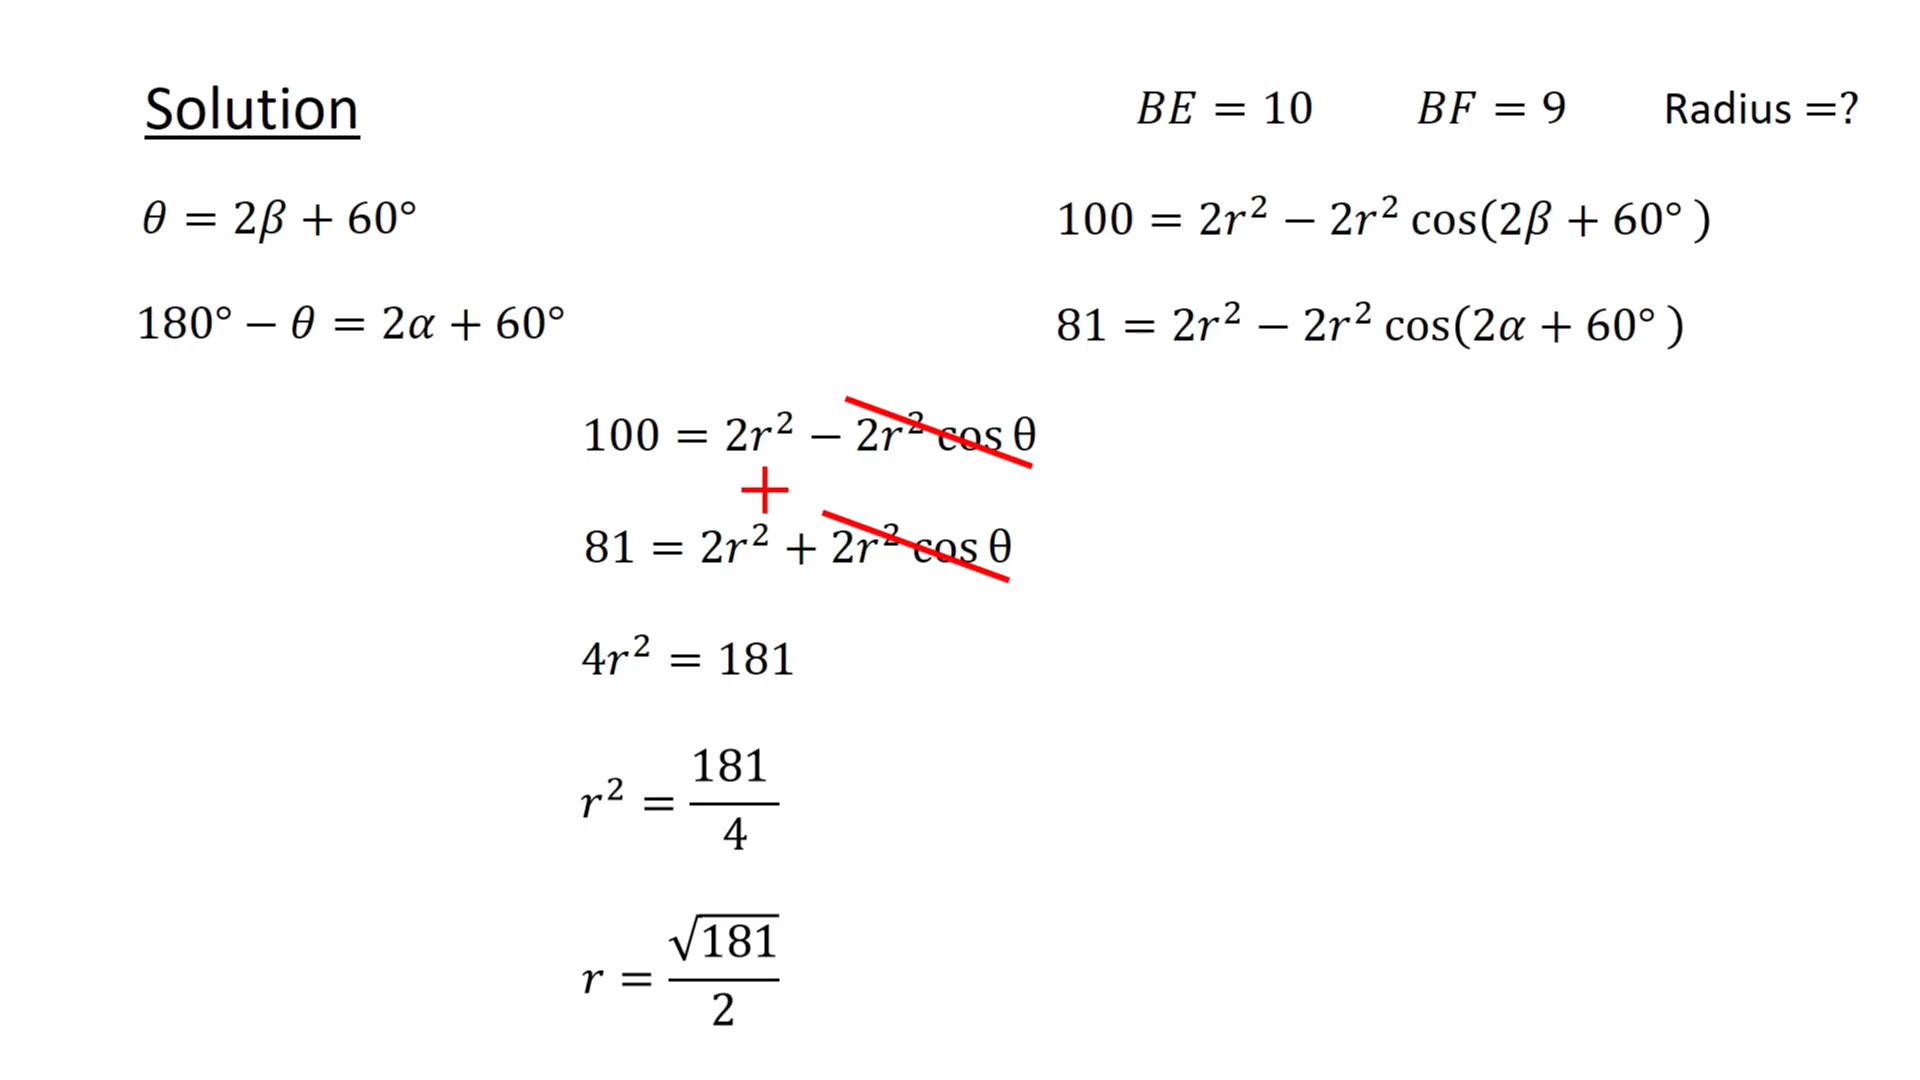 Solution
BE = 10 BF = 9 Radius =?
θ = 2β + 60°
100 = 2r² − 2r² cos(2β + 60° )
180° − θ = 2α + 60°
81 = 2r² − 2r² cos(2α + 60° )
100 = 2r² − 2r² cos θ
+
81 = 2r² + 2r² cos θ
4r² = 181
r² = 181/4
r = √181/2